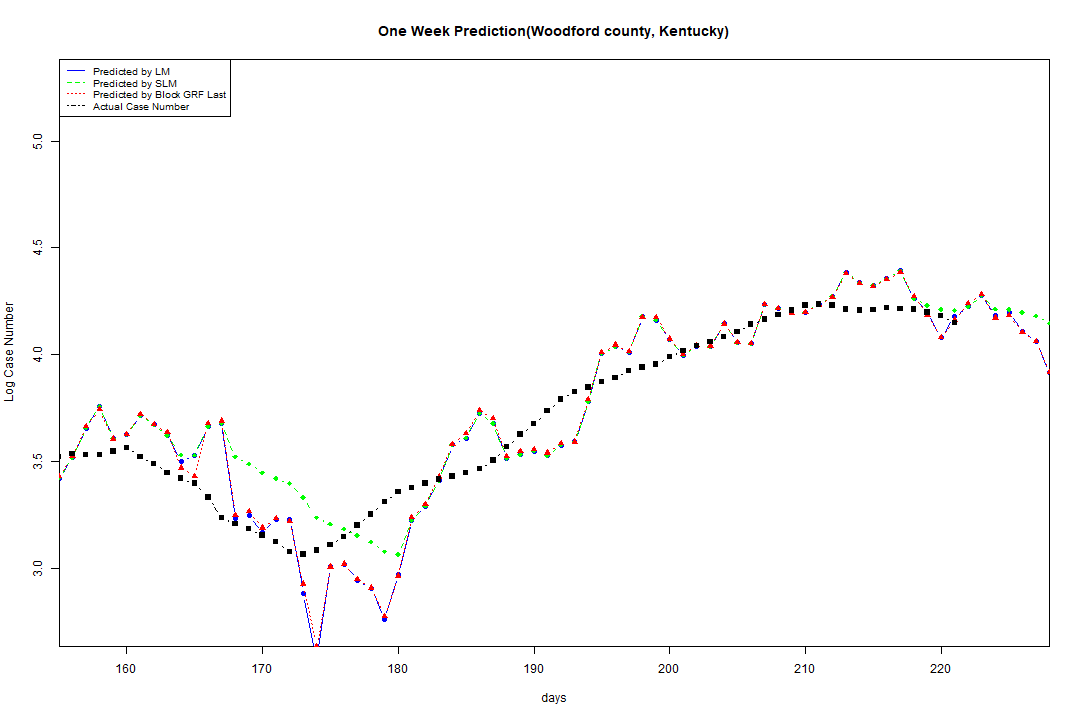 One Week Prediction(Woodford county, Kentucky)
Predicted by LM
Predicted by SLM
Predicted by Block GRF Last
Actual Case Number
5.0
4.5
4.0
3.5
3.0
Log Case Number
160 170 180 190 200 210 220
days